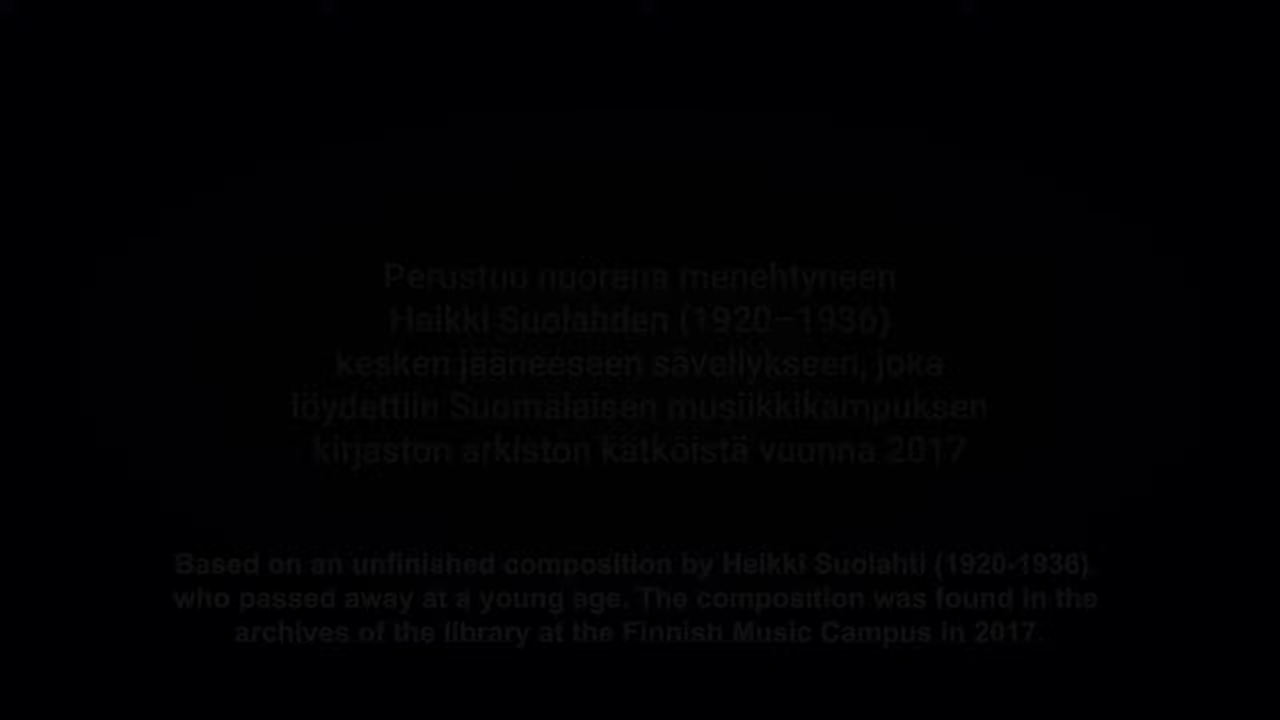 Perustuu nuorena menehtyneen
Heikki Suolahden (1920–1936)
kesken jääneeseen sävellykseen, joka
löydettiin Suomalaisen musiikkikampuksen
kirjaston arkiston kätköistä vuonna 2017
Based on an unfinished composition by Heikki Suolahti (1920-1936)
who passed away at a young age. The composition was found in the
archives of the library at the Finnish Music Campus in 2017.